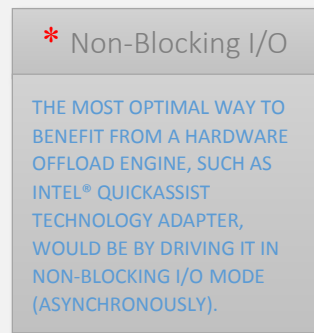 * Non-Blocking I/O
THE MOST OPTIMAL WAY TO
BENEFIT FROM A HARDWARE
OFFLOAD ENGINE, SUCH AS
INTEL® QUICKASSIST
TECHNOLOGY ADAPTER,
WOULD BE BY DRIVING IT IN
NON-BLOCKING I/O MODE
(ASYNCHRONOUSLY).